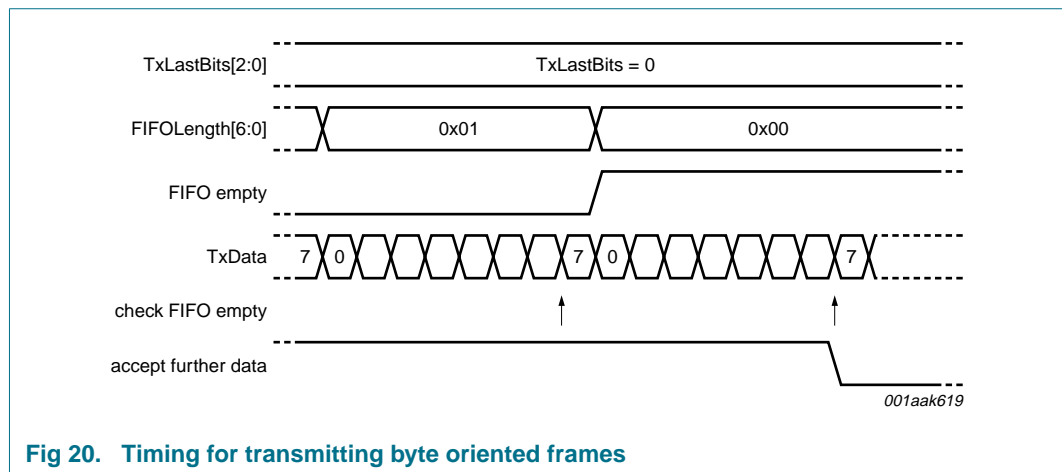 TxLastBits[2:0] TxLastBits = 0
FIFOLength[6:0] 0x01 0x00
FIFO empty
TxData 7 0 7 0 7
check FIFO empty
accept further data
001aak619
Fig 20. Timing for transmitting byte oriented frames